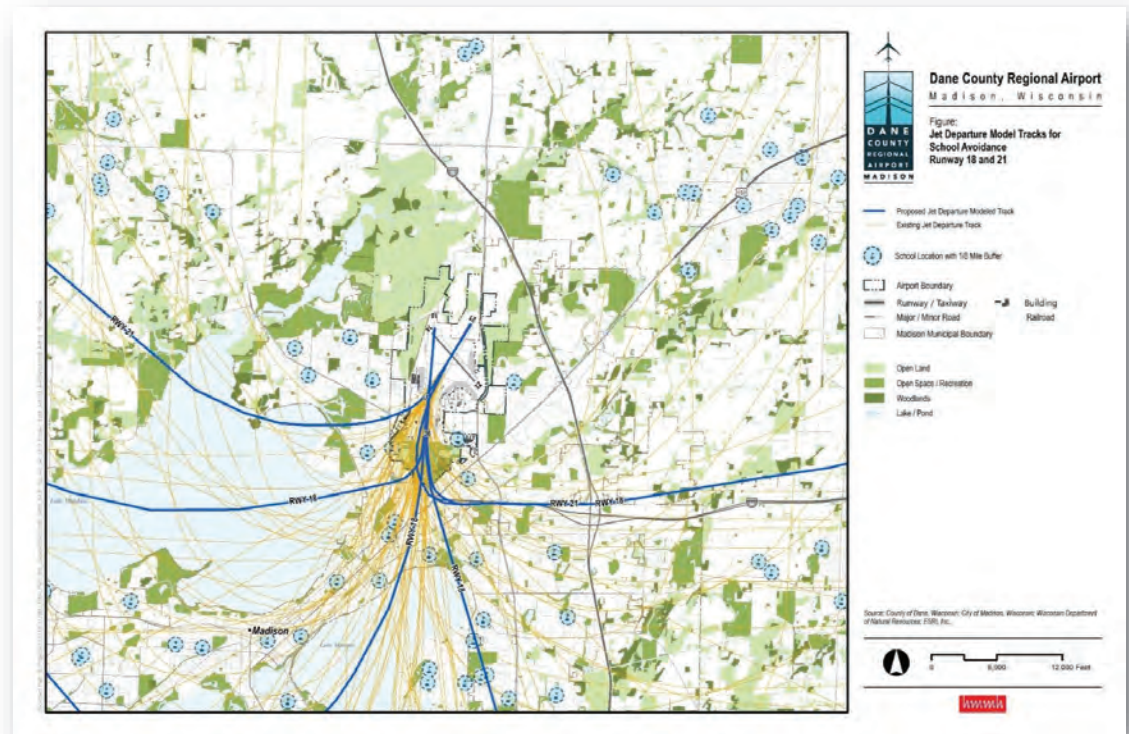 Dane County Regional Airport
Madison, Wisconsin
Figure:
Jet Departure Model Tracks for
School Avoidance
Runway 18 and 21
DANE
COUNTY
REGIONAL
AIRPORT
MADISON
Proposed Jet Departure Modeled Track
Existing Jet Departure Track
School Location with 1/8 Mile Buffer
Airport Boundary
Runway / Taxiway
Building
Major / Minor Road
Railroad
Madison Municipal Boundary
Open Land
Open Space / Recreation
Woodlands
Lake / Pond
RWY-21
RWY-18
RWY-21
RWY-18
RWY-18
RWY-18
Madison
Source: County of Dane, Wisconsin; City of Madison, Wisconsin; Wisconsin Department
of Natural Resources; ESRI, Inc.
0 6,000 12,000 Feet
hmmh